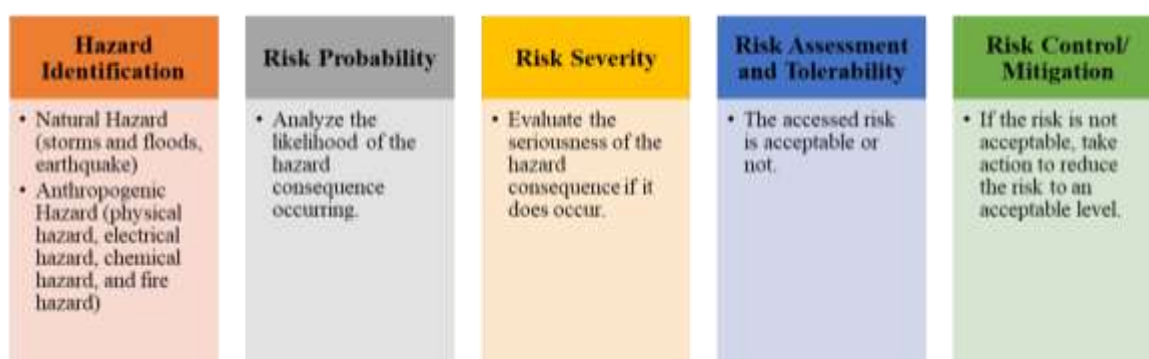 Hazard
Identification
• Natural Hazard
(storms and floods,
earthquake)
• Anthropogenic
Hazard (physical
hazard, electrical
hazard, chemical
hazard, and fire
hazard)
Risk Probability
• Analyze the
likelihood of the
hazard
consequence
occurring.
Risk Severity
• Evaluate the
seriousness of the
hazard
consequence if it
does occur.
Risk Assessment
and Tolerability
• The accessed risk
is acceptable or
not.
Risk Control/
Mitigation
• If the risk is not
acceptable, take
action to reduce
the risk to an
acceptable level.